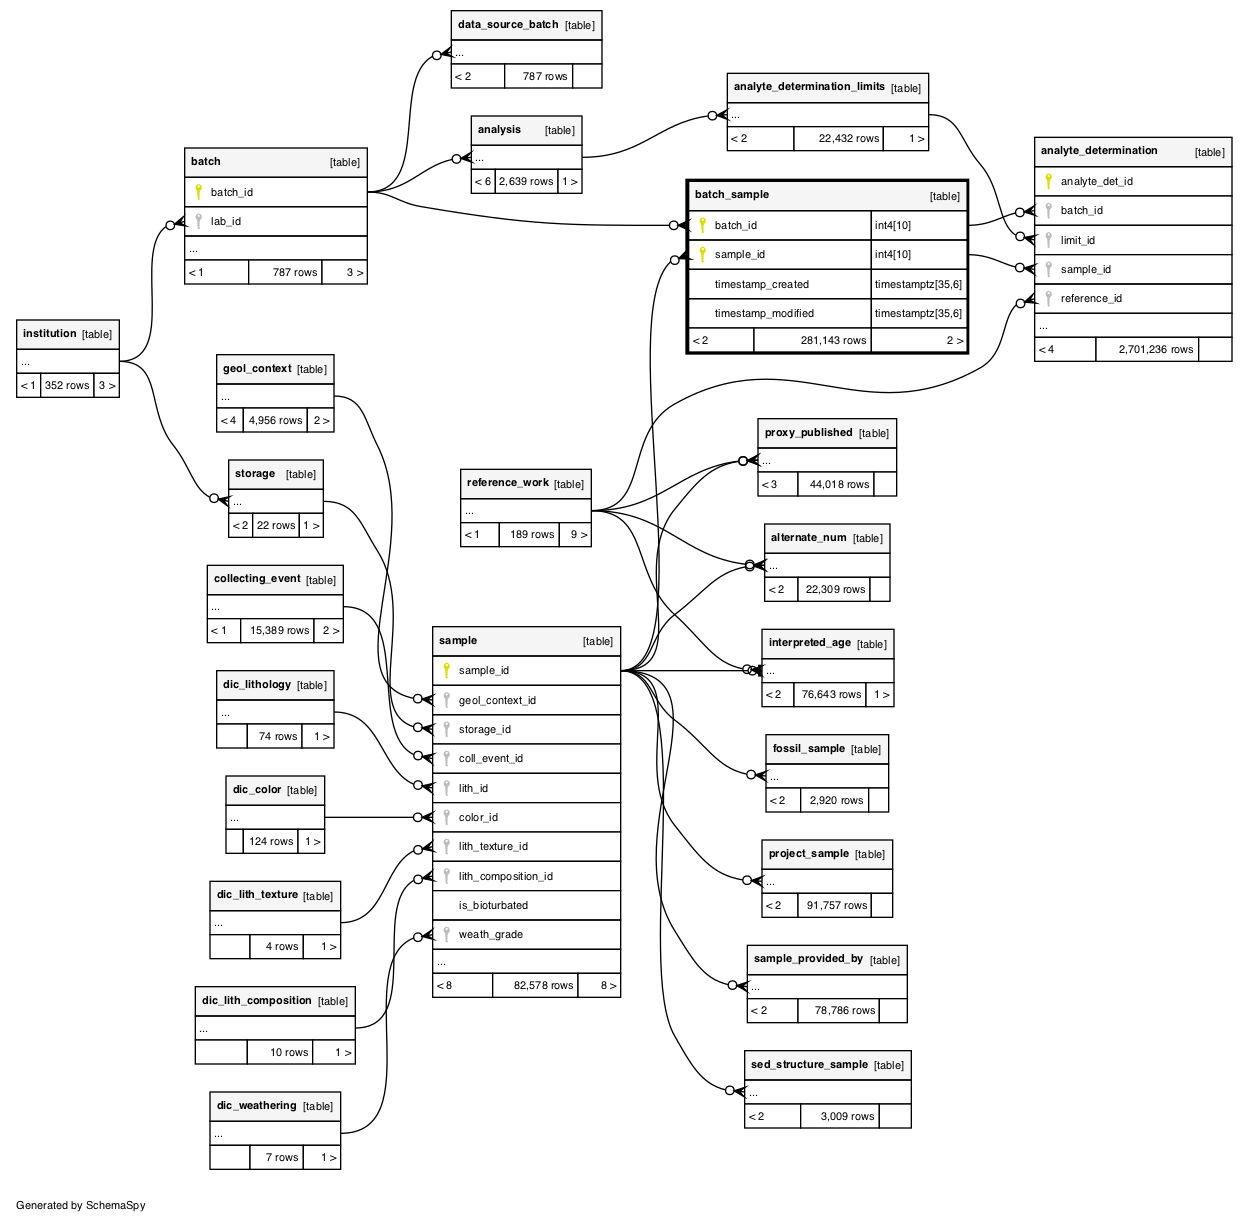 data_source_batch [table]
...
< 2 787 rows
analysis [table]
...
< 6 2,639 rows 1 >
analyte_determination_limits [table]
...
< 2 22,432 rows 1 >
analyte_determination [table]
analyte_det_id
batch_id
limit_id
sample_id
reference_id
...
< 4 2,701,236 rows
batch [table]
batch_id
lab_id
...
< 1 787 rows 3 >
batch_sample [table]
batch_id int4[10]
sample_id int4[10]
timestamp_created timestamptz[35,6]
timestamp_modified timestamptz[35,6]
< 2 281,143 rows 2 >
institution [table]
...
< 1 352 rows 3 >
geol_context [table]
...
< 4 4,956 rows 2 >
storage [table]
...
< 2 22 rows 1 >
collecting_event [table]
...
< 1 15,389 rows 2 >
dic_lithology [table]
...
74 rows 1 >
dic_color [table]
...
124 rows 1 >
dic_lith_texture [table]
...
4 rows 1 >
dic_lith_composition [table]
...
10 rows 1 >
dic_weathering [table]
...
7 rows 1 >
reference_work [table]
...
< 1 189 rows 9 >
sample [table]
sample_id
geol_context_id
storage_id
coll_event_id
lith_id
color_id
lith_texture_id
lith_composition_id
is_bioturbated
weath_grade
...
< 8 82,578 rows 8 >
proxy_published [table]
...
< 3 44,018 rows
alternate_num [table]
...
< 2 22,309 rows
interpreted_age [table]
...
< 2 76,643 rows 1 >
fossil_sample [table]
...
< 2 2,920 rows
project_sample [table]
...
< 2 91,757 rows
sample_provided_by [table]
...
< 2 78,786 rows
sed_structure_sample [table]
...
< 2 3,009 rows
Generated by SchemaSpy